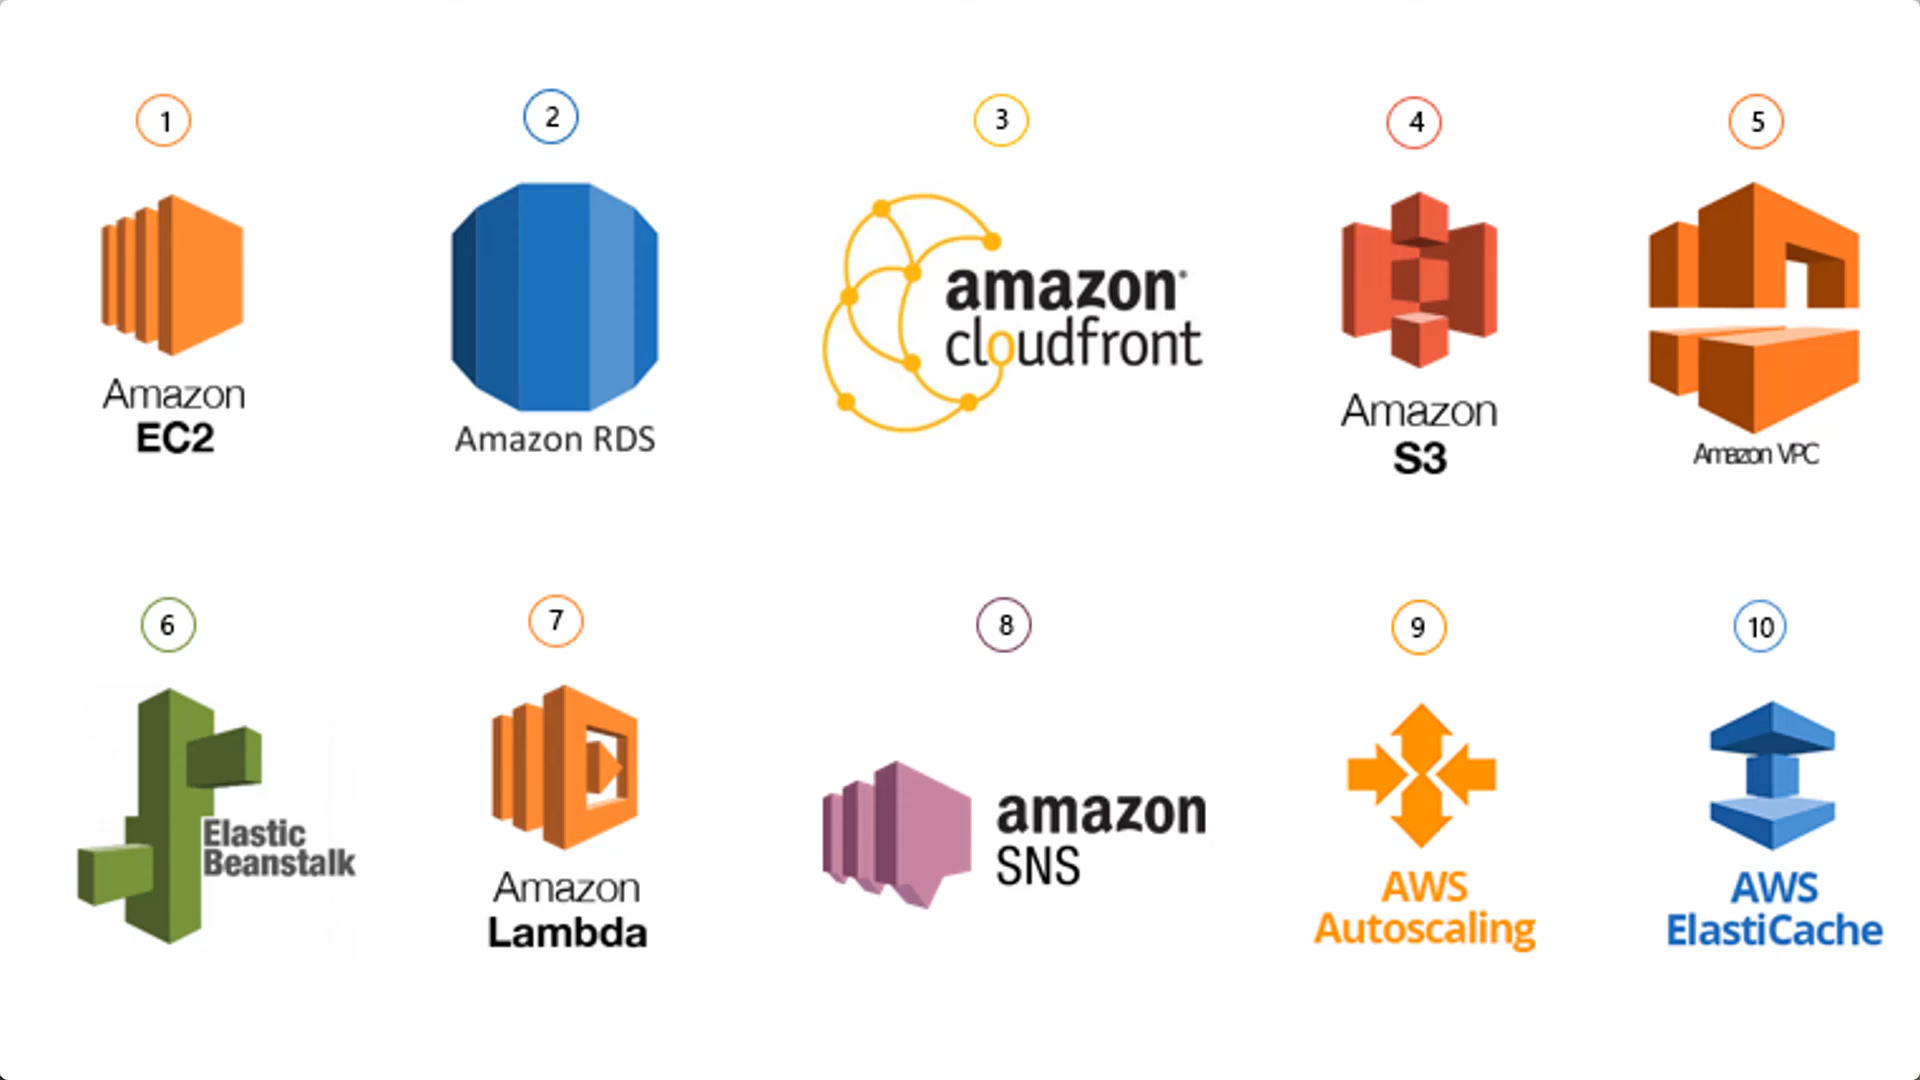 1
2
3
4
5
Amazon
EC2
Amazon RDS
amazon
cloudfront
Amazon
S3
Amazon VPC
6
7
8
9
10
Elastic
Beanstalk
Amazon
Lambda
amazon
SNS
AWS
Autoscaling
AWS
ElastiCache